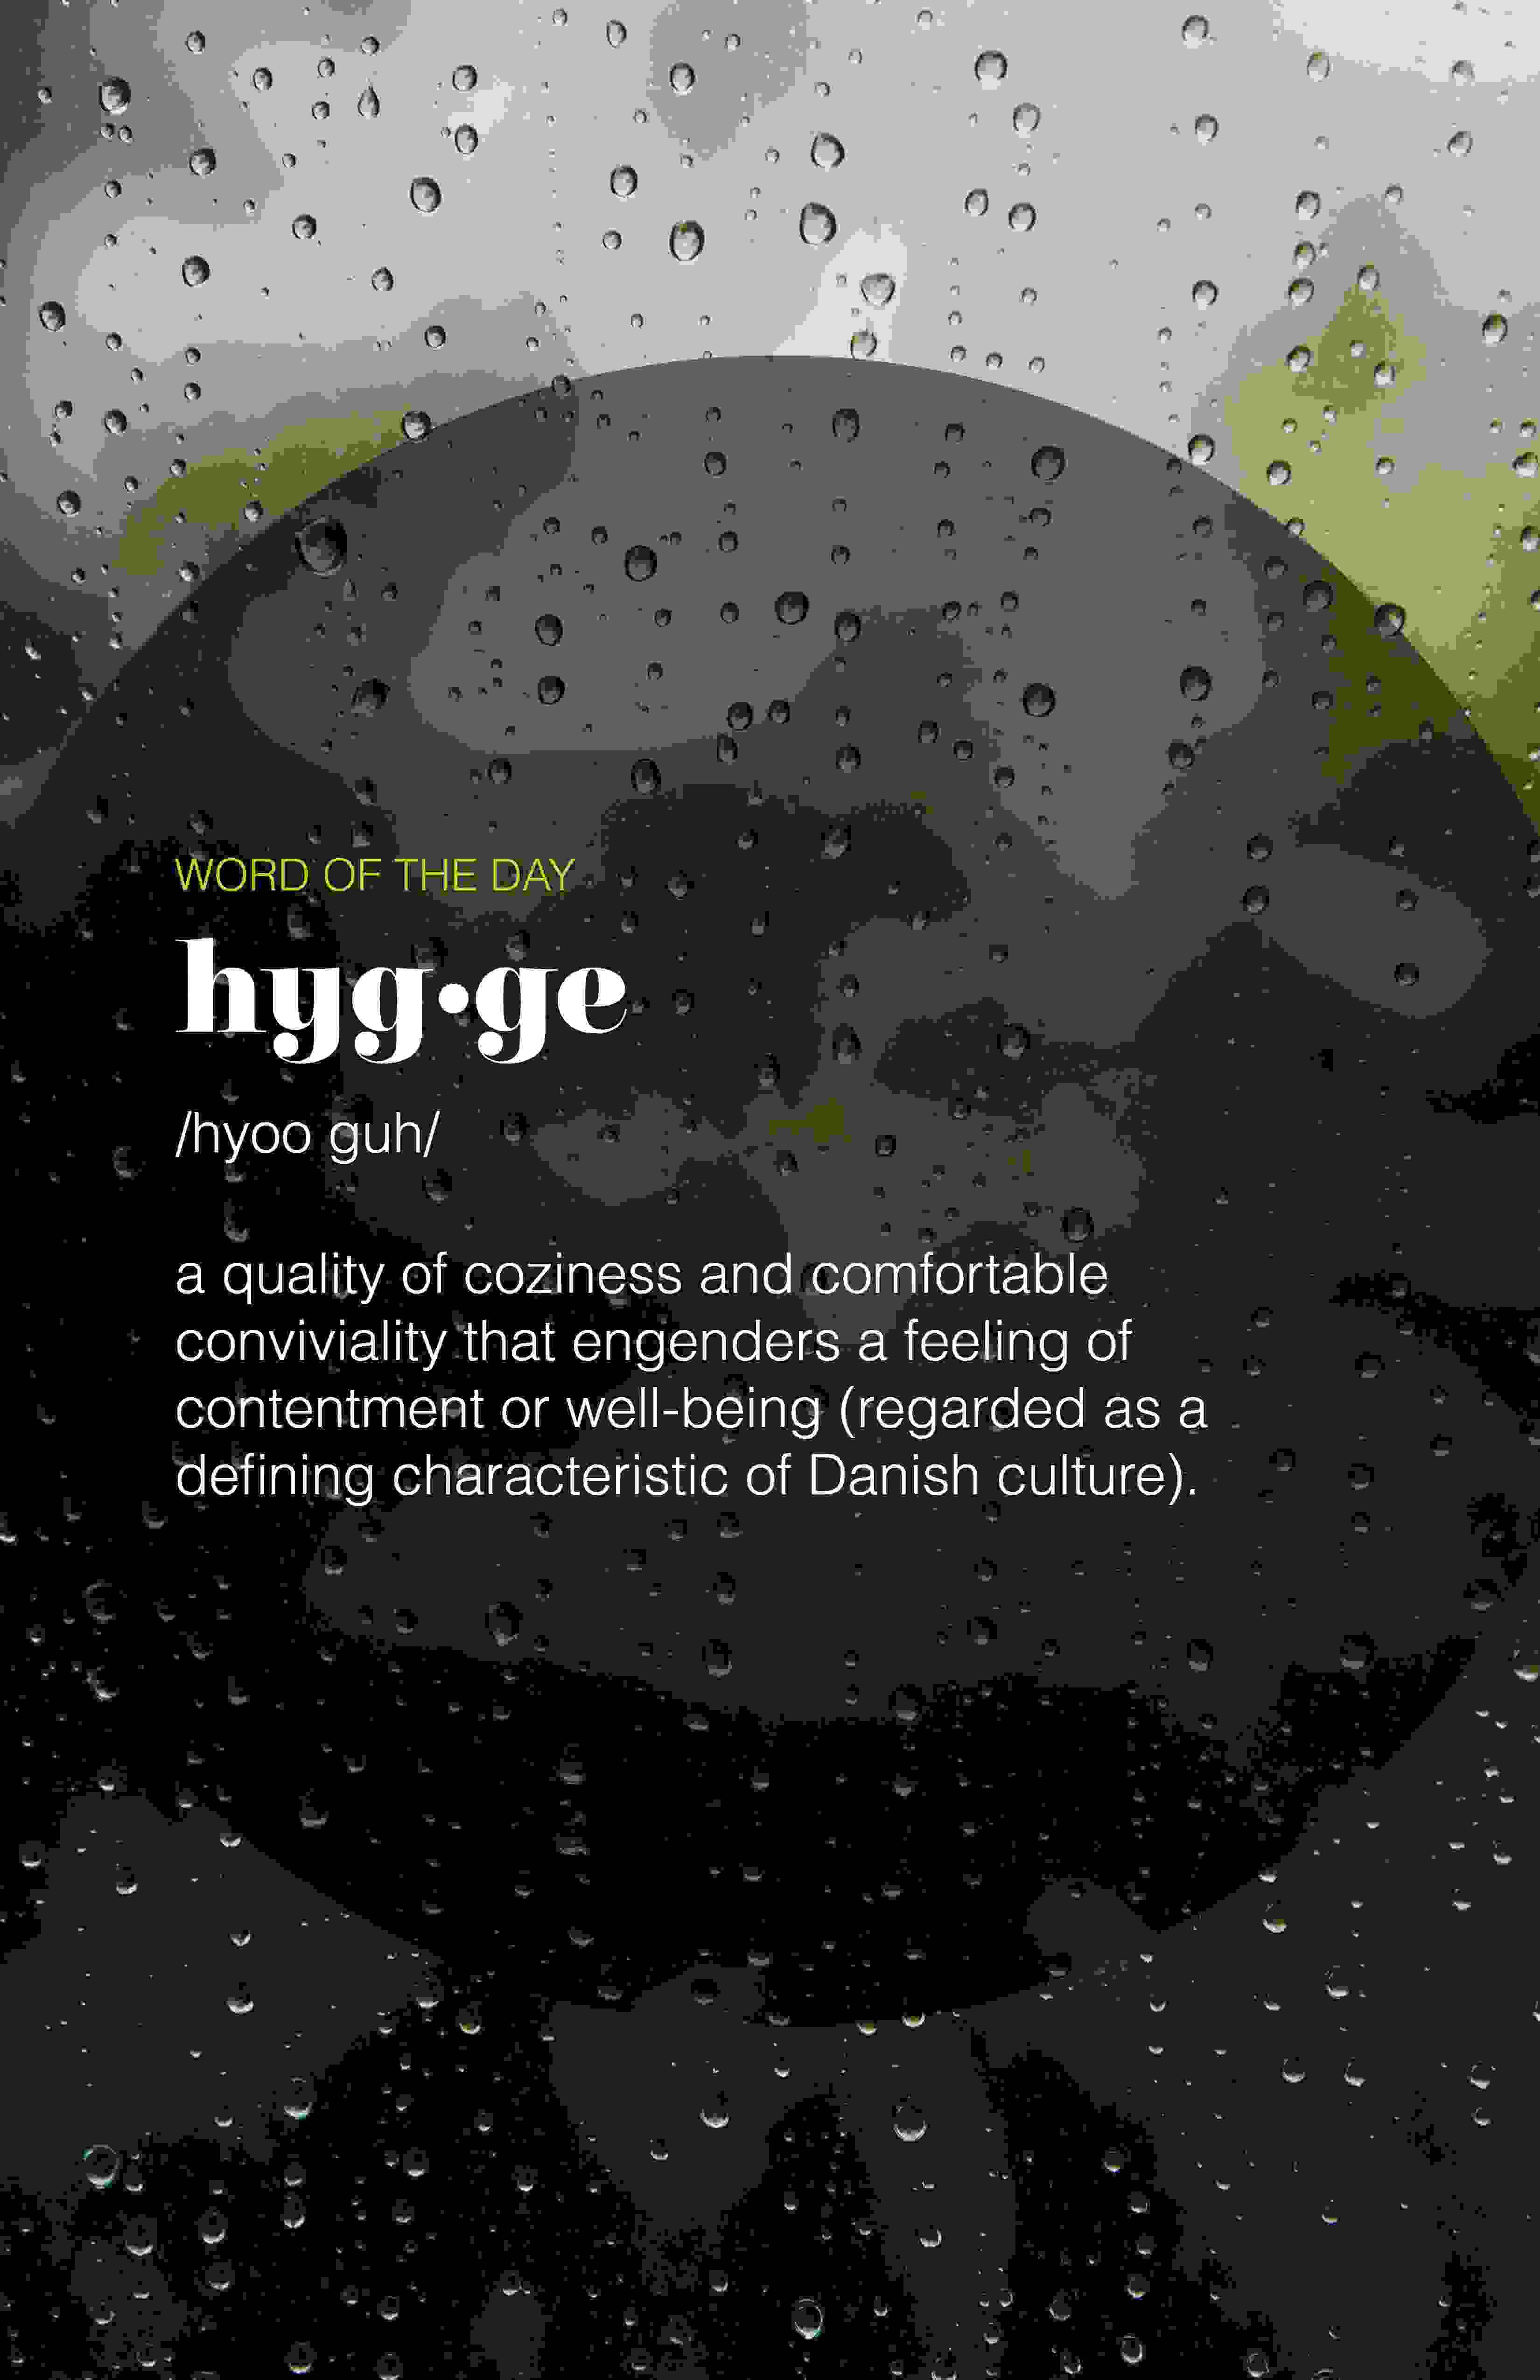 WORD OF THE DAY
hyg•ge
/hyoo guh/
a quality of coziness and comfortable
conviviality that engenders a feeling of
contentment or well-being (regarded as a
defining characteristic of Danish culture).